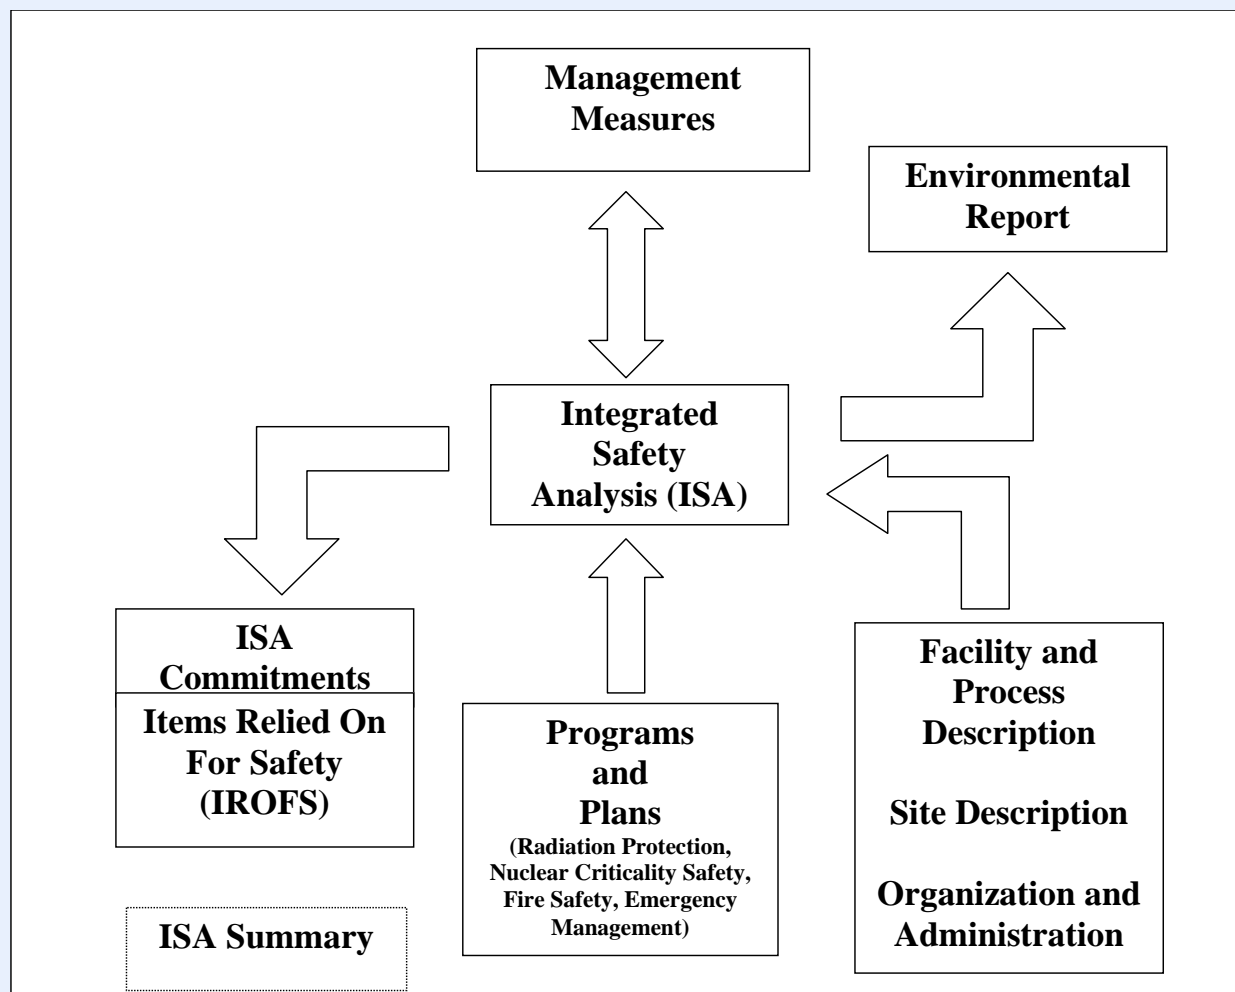 Management
Measures
Environmental
Report
Integrated
Safety
Analysis (ISA)
ISA
Commitments
Items Relied On
For Safety
(IROFS)
Programs
and
Plans
(Radiation Protection,
Nuclear Criticality Safety,
Fire Safety, Emergency
Management)
Facility and
Process
Description
Site Description
Organization and
Administration
ISA Summary